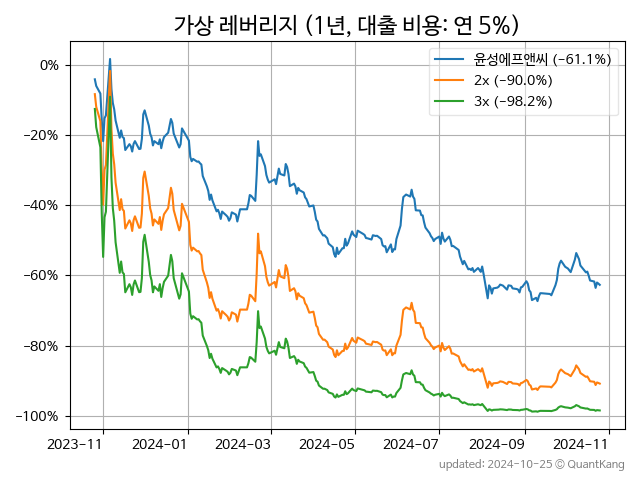 가상 레버리지 (1년, 대출 비용: 연 5%)
윤성에프앤씨 (−61.1%)
2x (−90.0%)
3x (−98.2%)
0%
−20%
−40%
−60%
−80%
−100%
2023-11
2024-01
2024-03
2024-05
2024-07
2024-09
2024-11
updated: 2024-10-25 © QuantKang